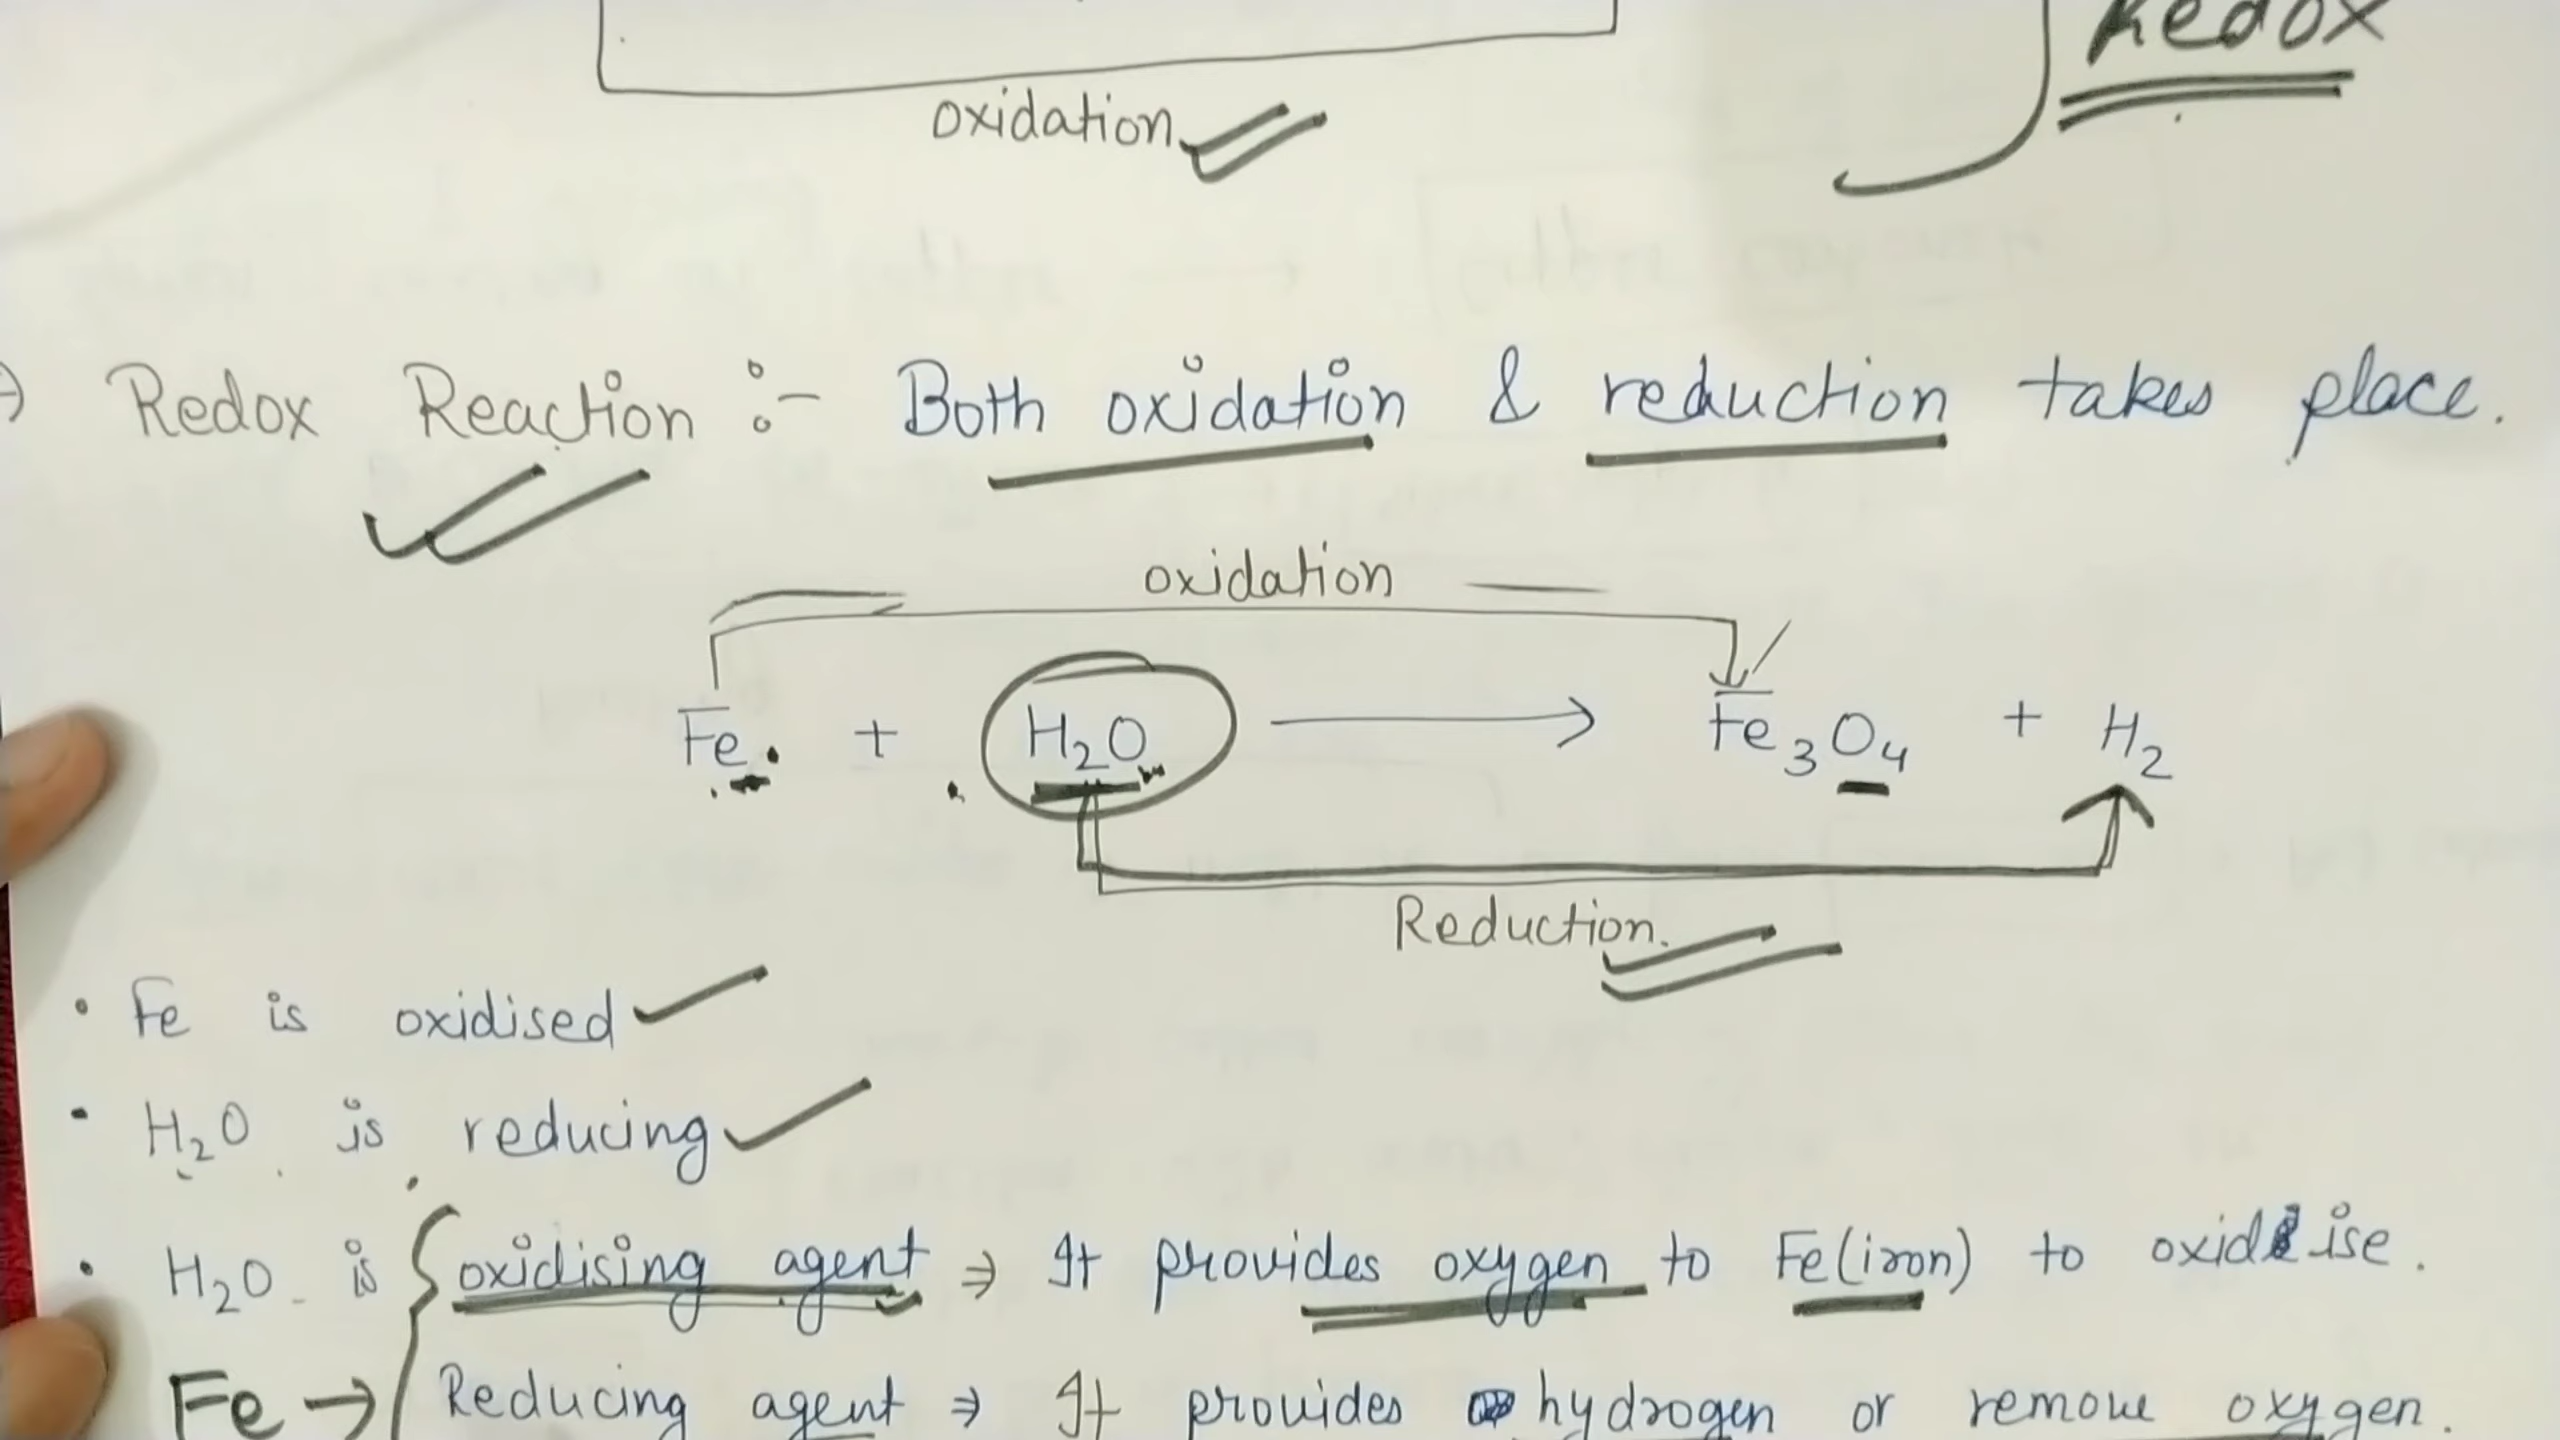 Redox
oxidation
Redox Reaction :- Both oxidation & reduction takes place.
oxidation
Fe + H₂O → Fe₃O₄ + H₂
Reduction.
• Fe is oxidised
• H₂O is reducing
• H₂O is { oxidising agent ⇒ It provides oxygen to Fe(iron) to oxidise.
Fe → Reducing agent ⇒ It provides hydrogen or remove oxygen.